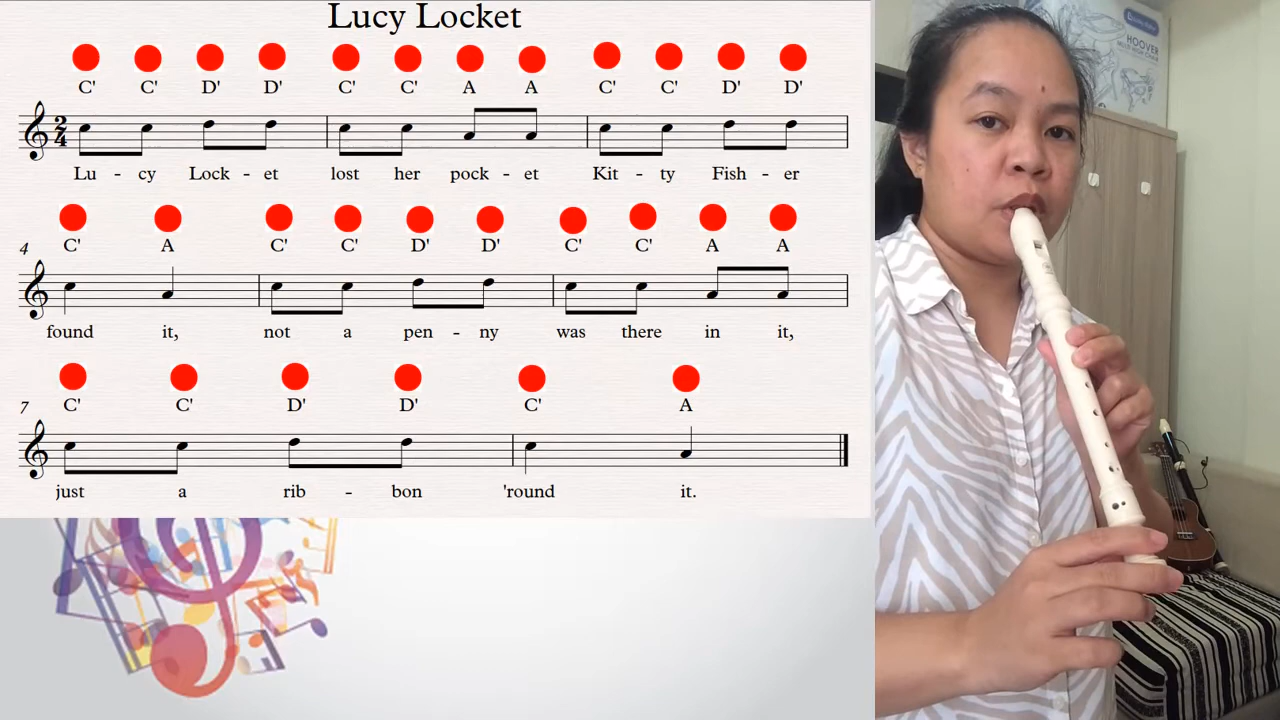 Lucy Locket
C' C' D' D' C' C' A A C' C' D' D'
2
4
Lu - cy Lock - et lost her pock - et Kit - ty Fish - er
C' A C' C' D' D' C' C' A A
4
found it, not a pen - ny was there in it,
C' C' D' D' C' A
7
just a rib - bon 'round it.
HOOVER